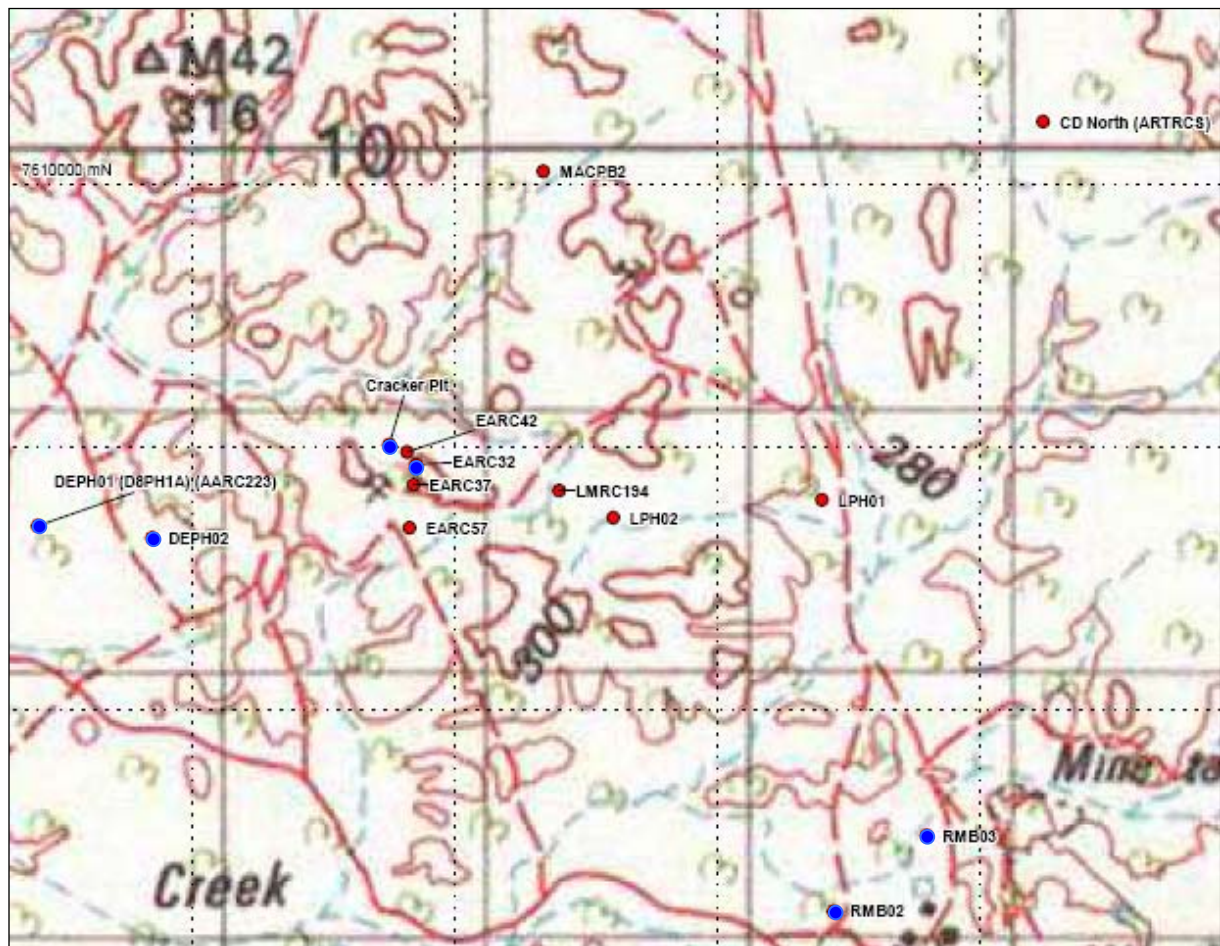 △M42
316
10
CD North (ARTRCS)
7610000 mN
MACPB2
Cracker Pit
EARC42
EARC32
DEPH01 (D8PH1A) (AARC223)
EARC37
LMRC194
280
LPH01
LPH02
EARC57
DEPH02
300
Mine
RMB03
Creek
RMB02